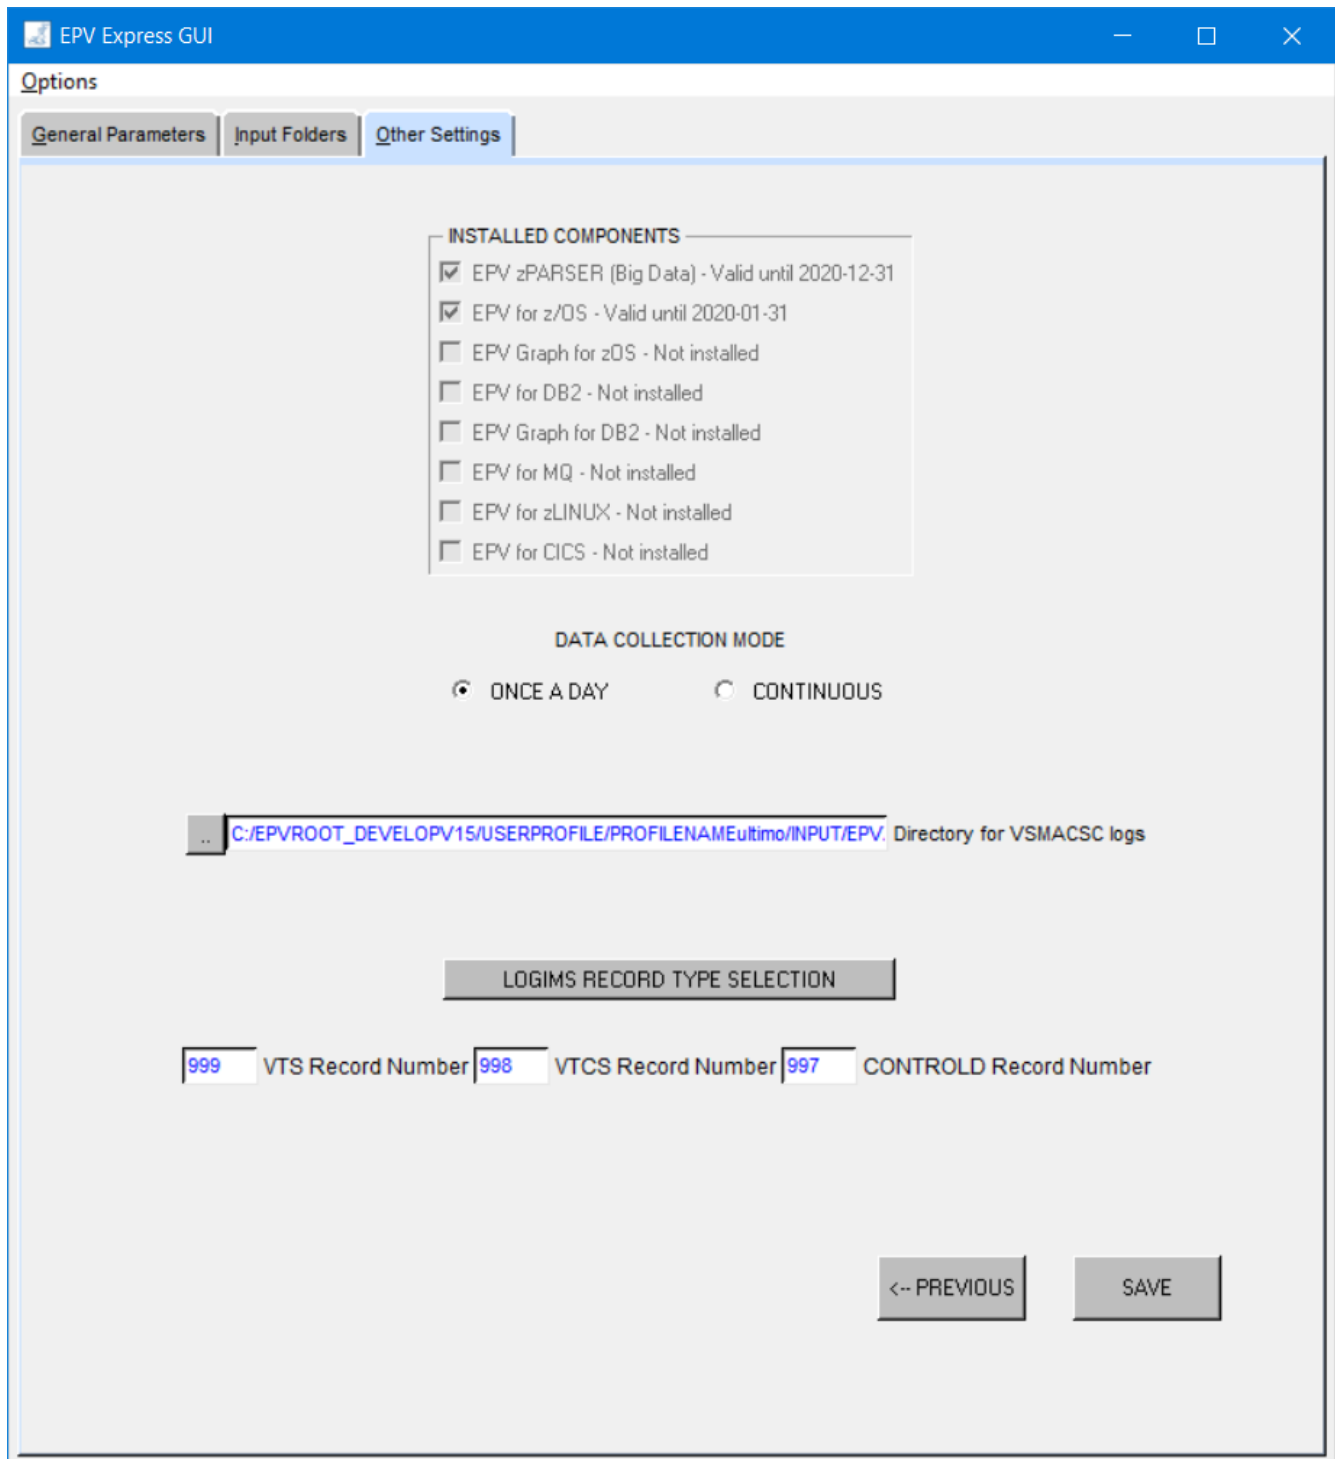 EPV Express GUI
Options
General Parameters Input Folders Other Settings
INSTALLED COMPONENTS
EPV zPARSER (Big Data) - Valid until 2020-12-31
EPV for z/OS - Valid until 2020-01-31
EPV Graph for zOS - Not installed
EPV for DB2 - Not installed
EPV Graph for DB2 - Not installed
EPV for MQ - Not installed
EPV for zLINUX - Not installed
EPV for CICS - Not installed
DATA COLLECTION MODE
ONCE A DAY CONTINUOUS
.. C:/EPVROOT_DEVELOPV15/USERPROFILE/PROFILENAMEultimo/INPUT/EPV. Directory for VSMACSC logs
LOGIMS RECORD TYPE SELECTION
999 VTS Record Number 998 VTCS Record Number 997 CONTROLD Record Number
<-- PREVIOUS SAVE